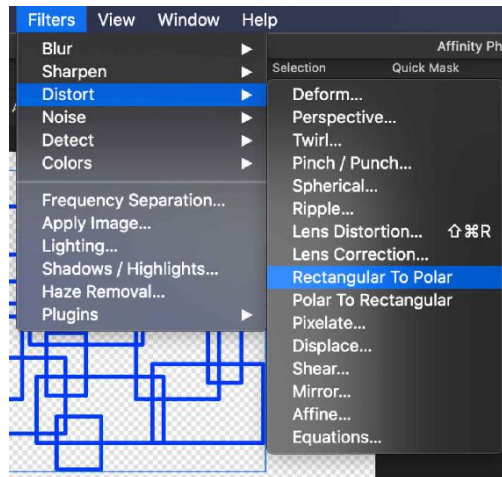 Filters View Window Help
Affinity Ph
Selection Quick Mask
Blur
Sharpen
Distort
Noise
Detect
Colors
Frequency Separation...
Apply Image...
Lighting...
Shadows / Highlights...
Haze Removal...
Plugins
Deform...
Perspective...
Twirl...
Pinch / Punch...
Spherical...
Ripple...
Lens Distortion... ⇧⌘R
Lens Correction...
Rectangular To Polar
Polar To Rectangular
Pixelate...
Displace...
Shear...
Mirror...
Affine...
Equations...